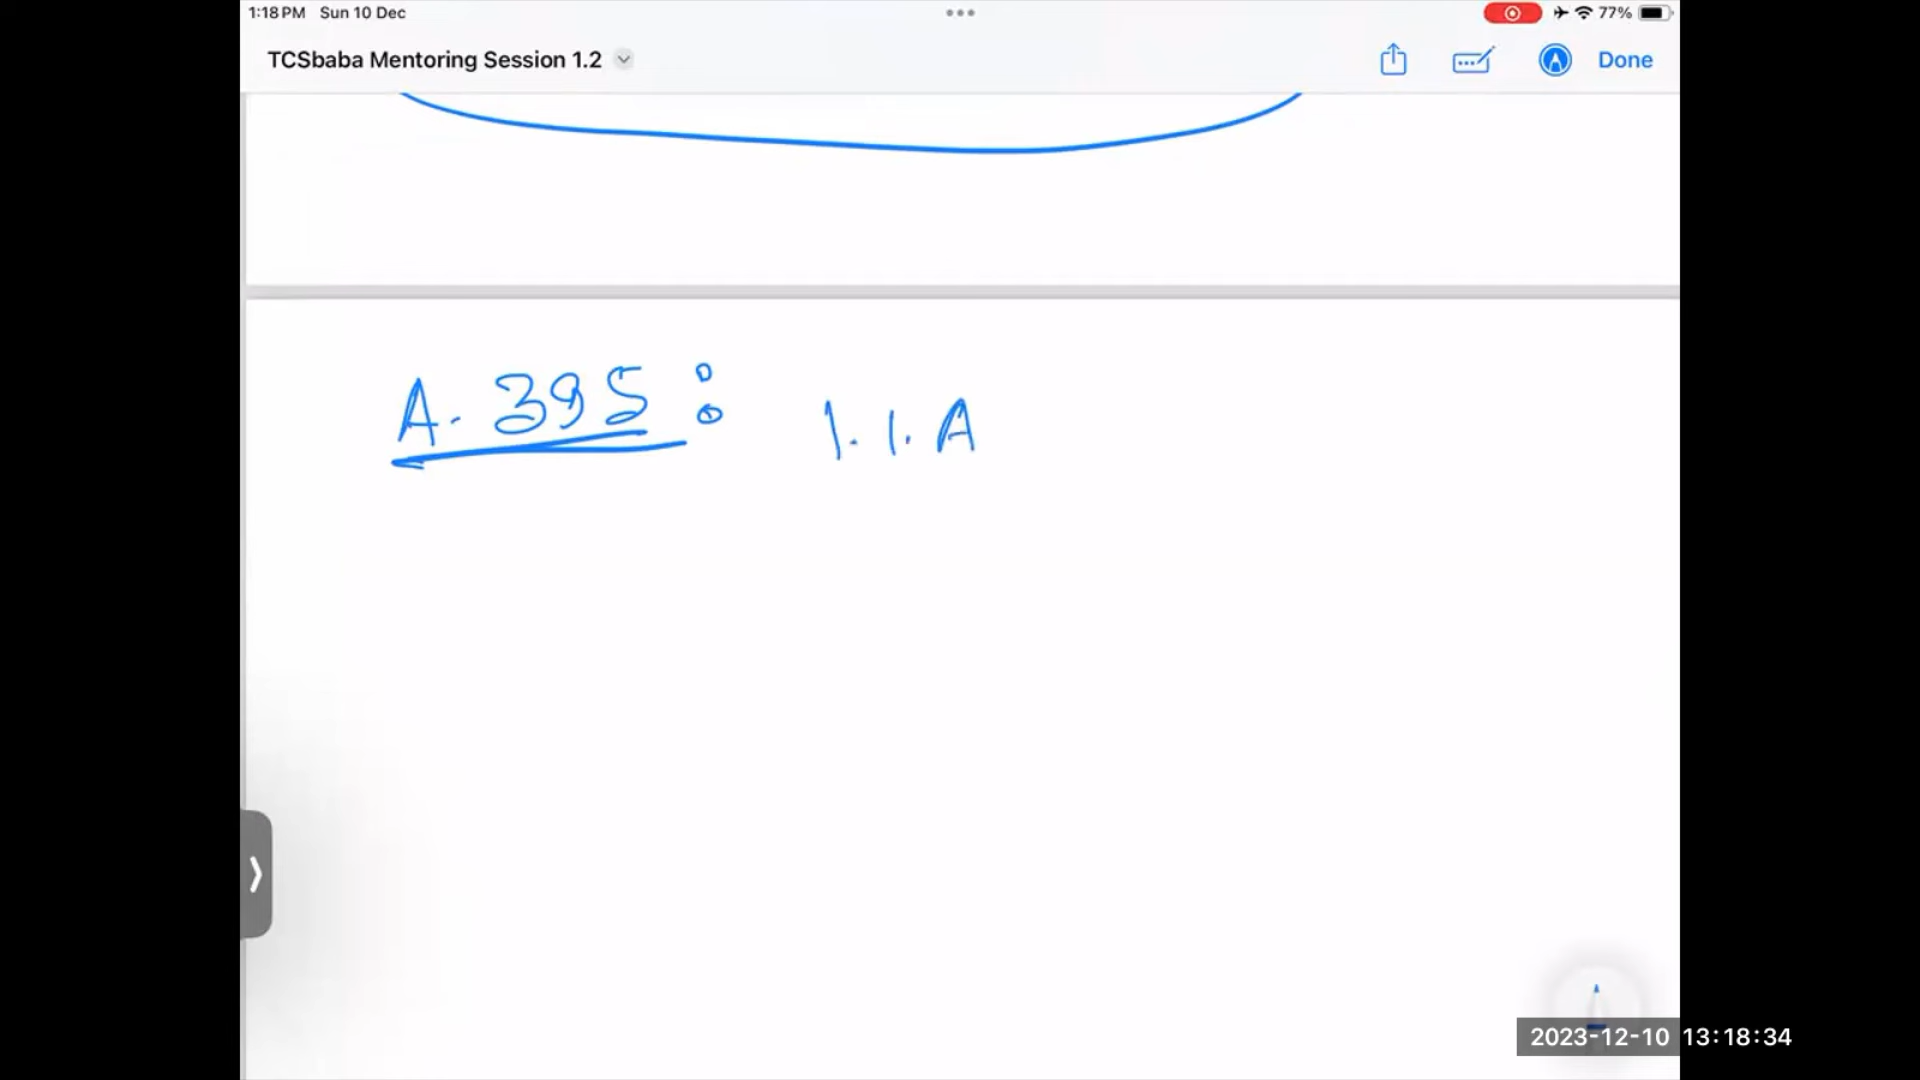 1:18 PM Sun 10 Dec
77%
TCSbaba Mentoring Session 1.2
Done
A. 395 : 1. 1. A
2023-12-10 13:18:34